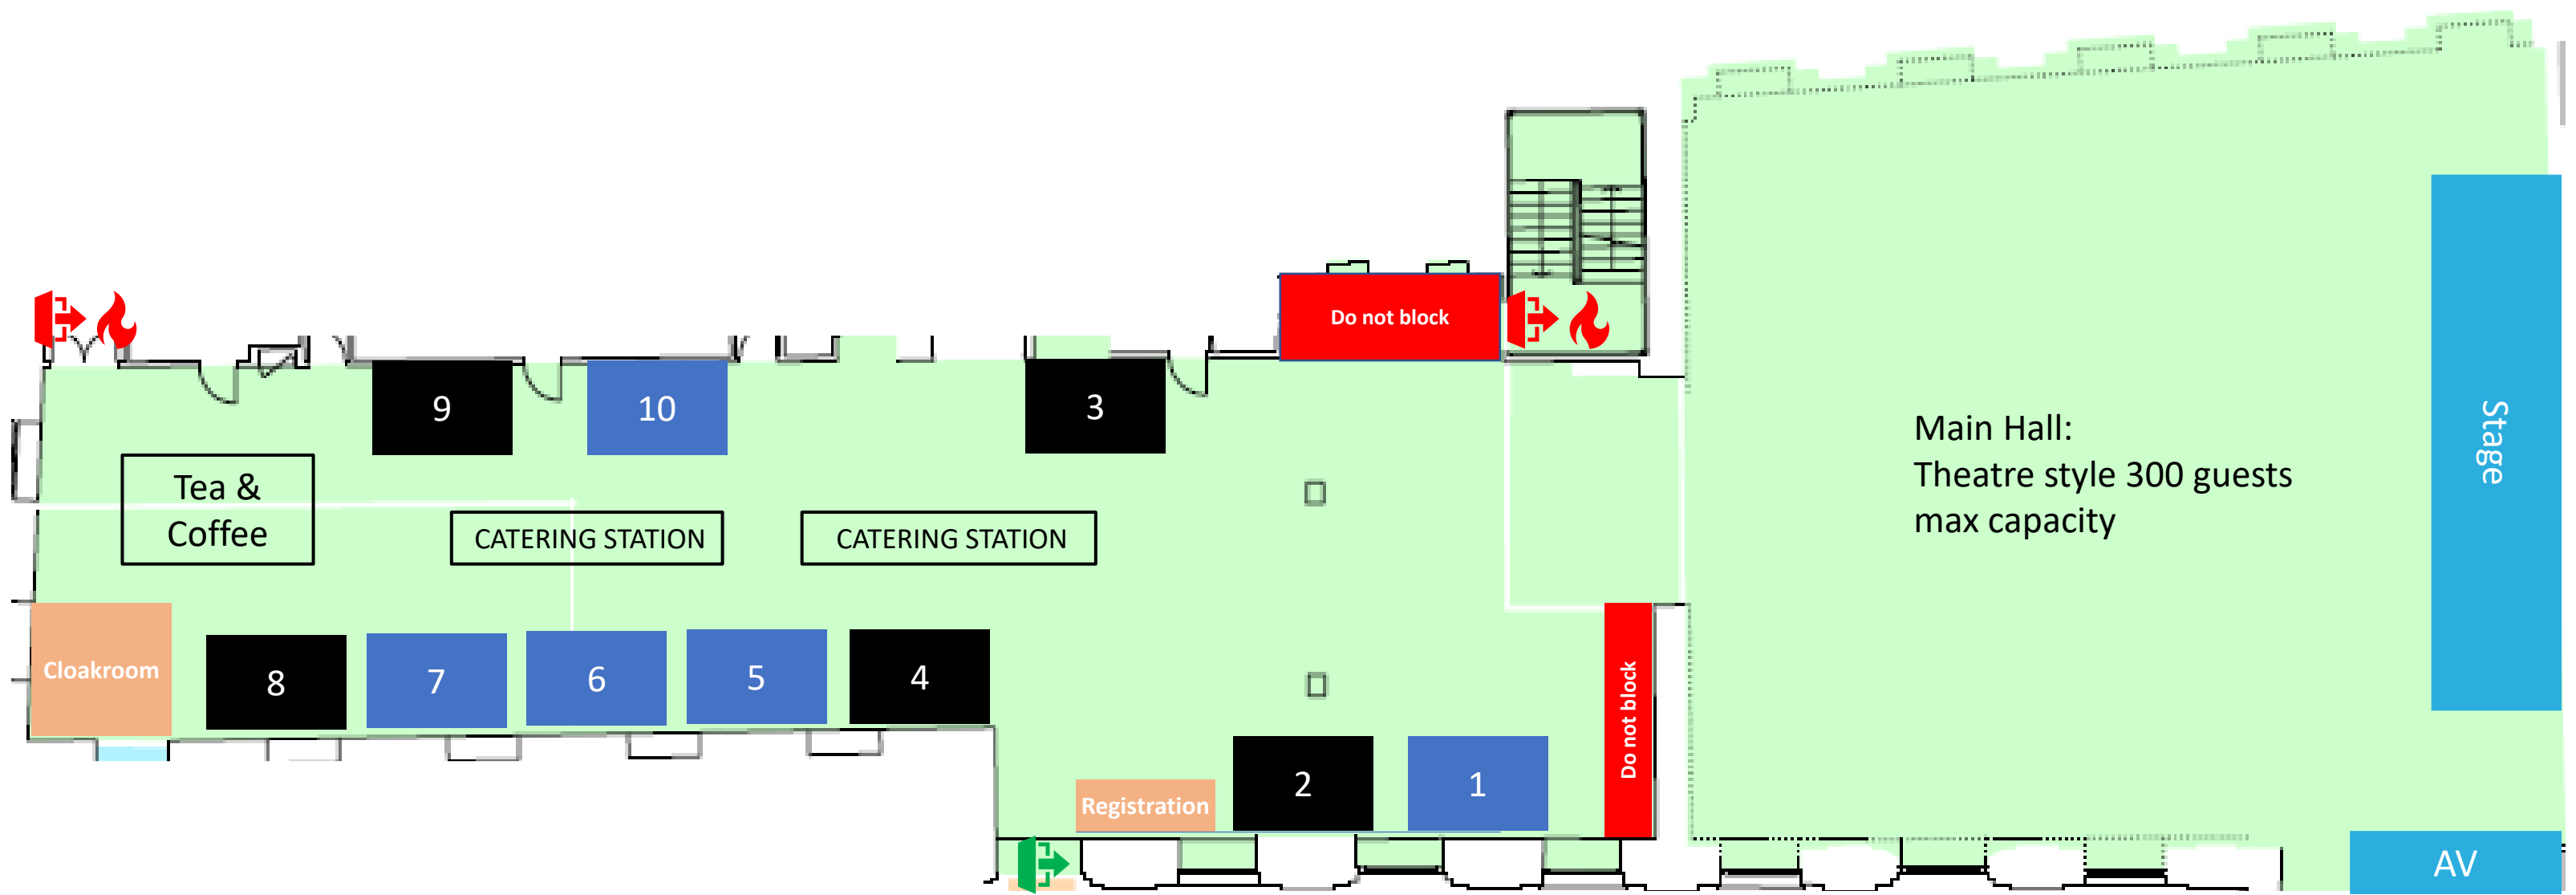 Do not block
9
10
3
Tea &
Coffee
CATERING STATION
CATERING STATION
Main Hall:
Theatre style 300 guests
max capacity
Stage
Cloakroom
8
7
6
5
4
Do not block
Registration
2
1
AV